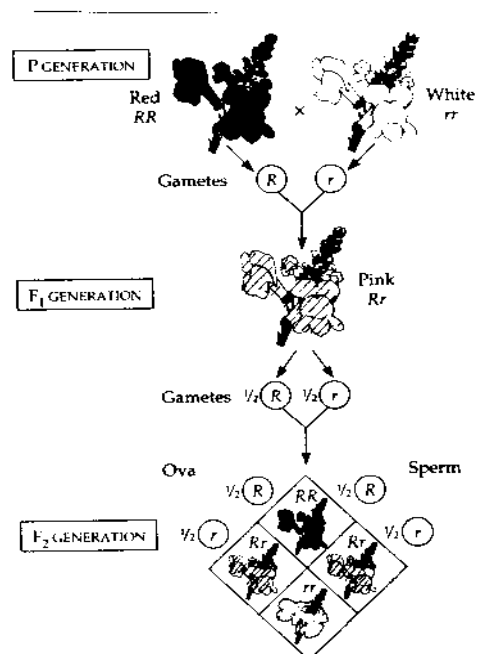 P GENERATION
Red
RR
×
White
rr
Gametes
R
r
F₁ GENERATION
Pink
Rr
Gametes
½ R
½ r
Ova
Sperm
½ R
RR
½ R
F₂ GENERATION
½ r
Rr
Rr
½ r
rr